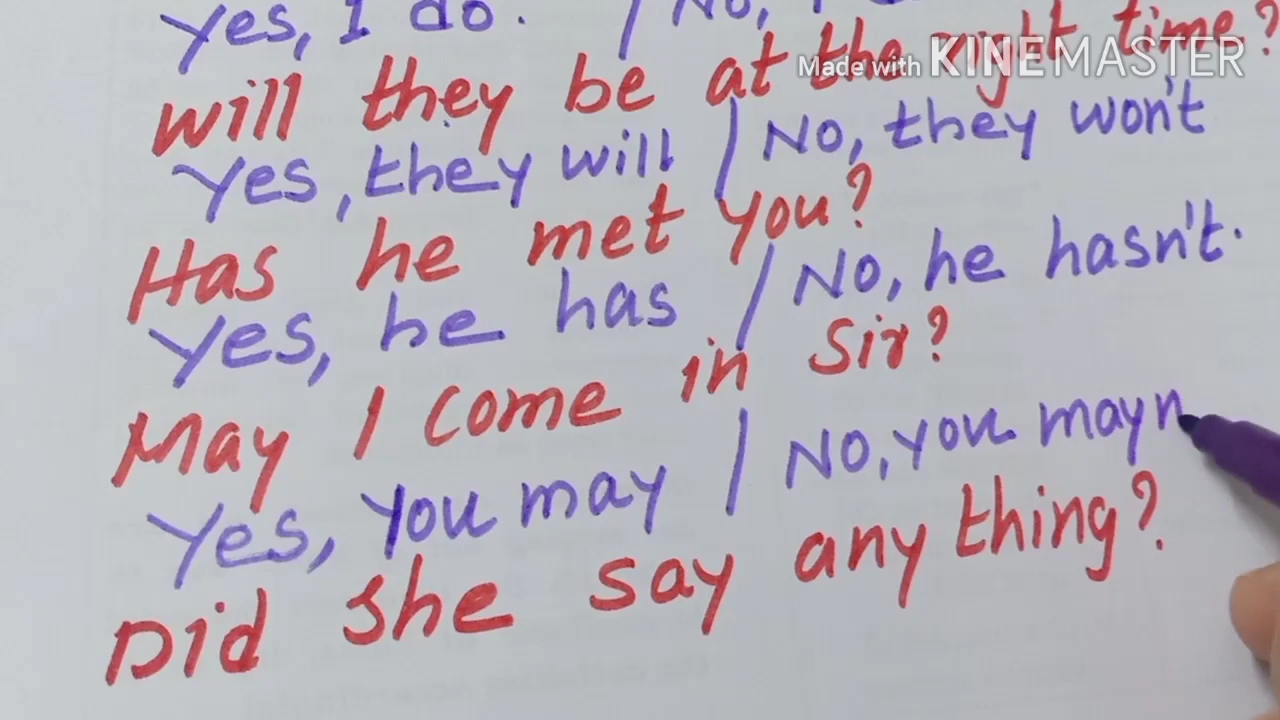 Yes, I do. / No, I
will they be at the right time?
Made with KINEMASTER
Yes, they will / No, they won't
Has he met you?
Yes, he has / No, he hasn't.
May I come in Sir?
Yes, you may / No, you mayn
Did she say any thing?